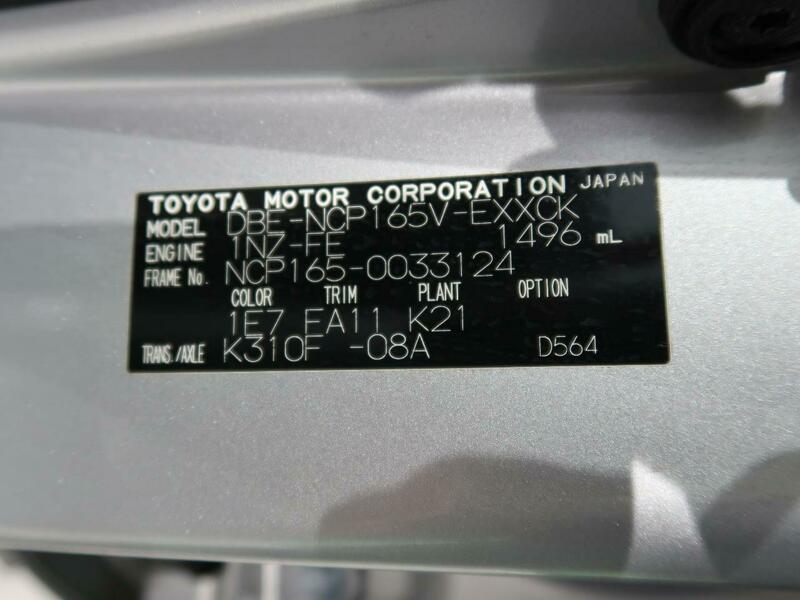 TOYOTA MOTOR CORPORATION JAPAN
MODEL DBE-NCP165V-EXXCK
ENGINE 1NZ-FE 1496 mL
FRAME No. NCP165-0033124
COLOR TRIM PLANT OPTION
1E7 FA11 K21
TRANS./AXLE K310F -08A D564